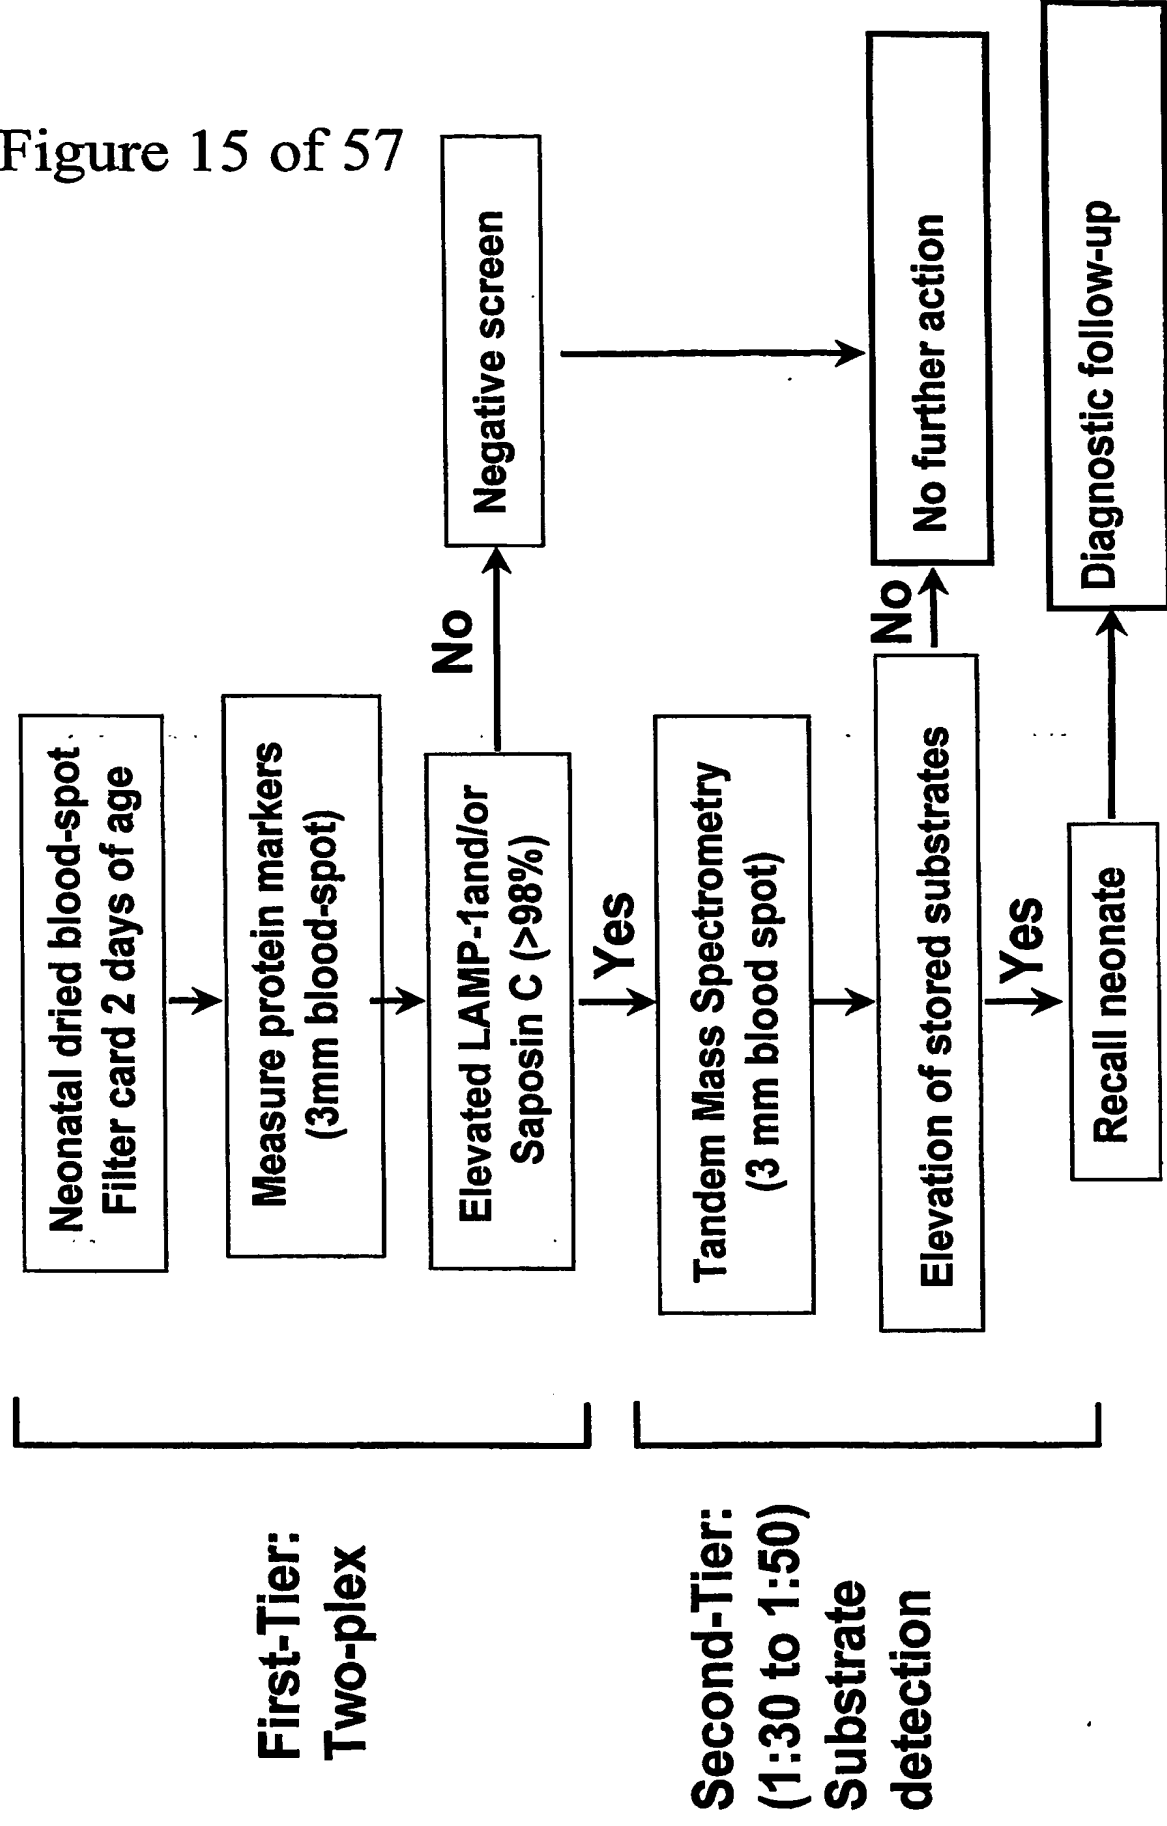 Figure 15 of 57
First-Tier:
Two-plex
Neonatal dried blood-spot
Filter card 2 days of age
Measure protein markers
(3mm blood-spot)
Elevated LAMP-1and/or
Saposin C (>98%)
No
Negative screen
Yes
Second-Tier:
(1:30 to 1:50)
Substrate
detection
Tandem Mass Spectrometry
(3 mm blood spot)
Elevation of stored substrates
No
No further action
Yes
Recall neonate
Diagnostic follow-up